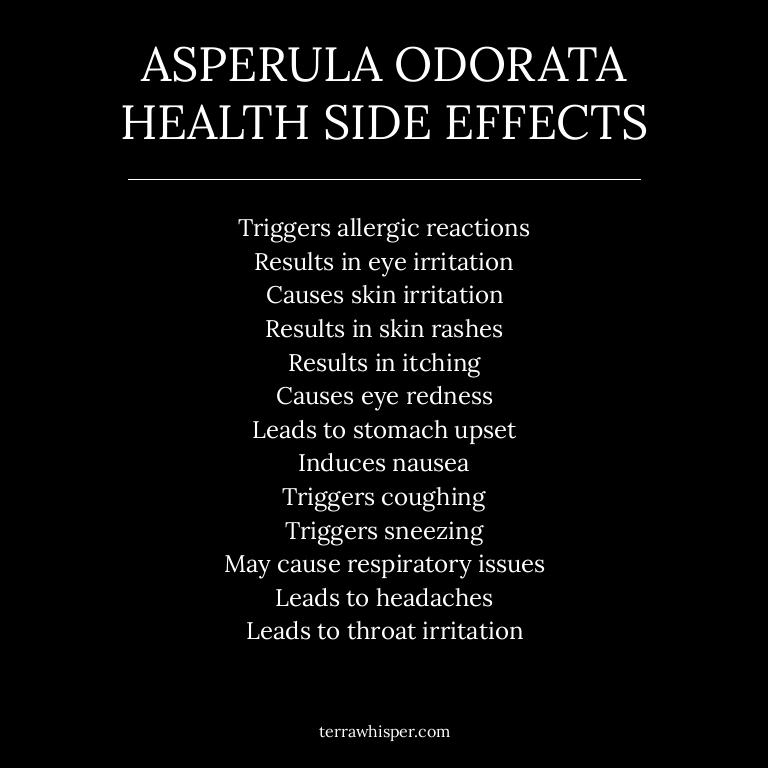 ASPERULA ODORATA
HEALTH SIDE EFFECTS
Triggers allergic reactions
Results in eye irritation
Causes skin irritation
Results in skin rashes
Results in itching
Causes eye redness
Leads to stomach upset
Induces nausea
Triggers coughing
Triggers sneezing
May cause respiratory issues
Leads to headaches
Leads to throat irritation
terrawhisper.com